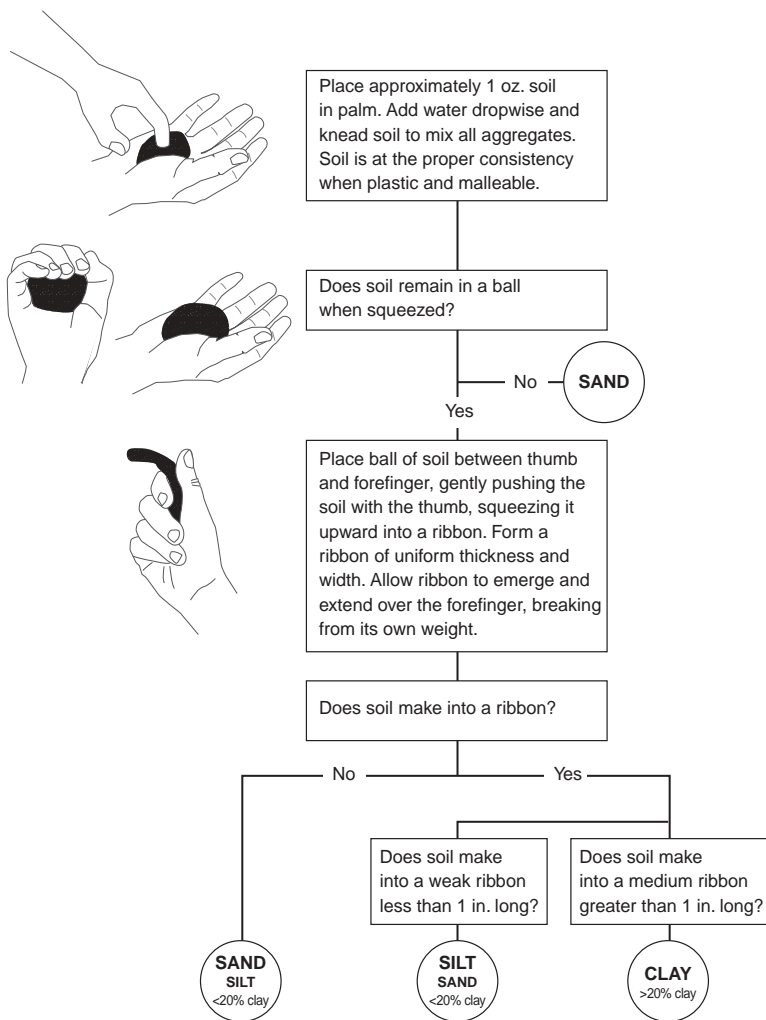 Place approximately 1 oz. soil
in palm. Add water dropwise and
knead soil to mix all aggregates.
Soil is at the proper consistency
when plastic and malleable.
Does soil remain in a ball
when squeezed?
No
SAND
Yes
Place ball of soil between thumb
and forefinger, gently pushing the
soil with the thumb, squeezing it
upward into a ribbon. Form a
ribbon of uniform thickness and
width. Allow ribbon to emerge and
extend over the forefinger, breaking
from its own weight.
Does soil make into a ribbon?
No
Yes
Does soil make
into a weak ribbon
less than 1 in. long?
Does soil make
into a medium ribbon
greater than 1 in. long?
SAND
SILT
<20% clay
SILT
SAND
<20% clay
CLAY
>20% clay